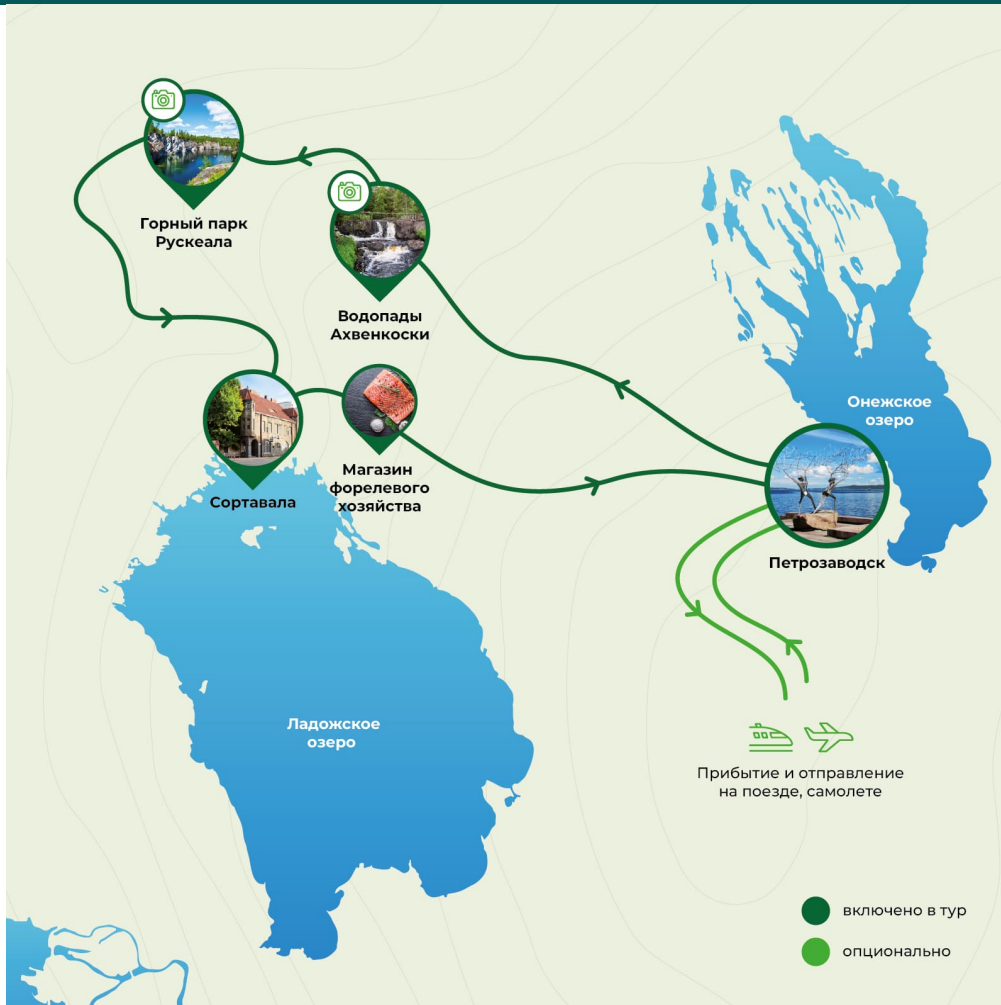 Горный парк
Рускеала
Водопады
Ахвенкоски
Онежское
озеро
Сортавала
Магазин
форелевого
хозяйства
Петрозаводск
Ладожское
озеро
Прибытие и отправление
на поезде, самолете
включено в тур
опционально